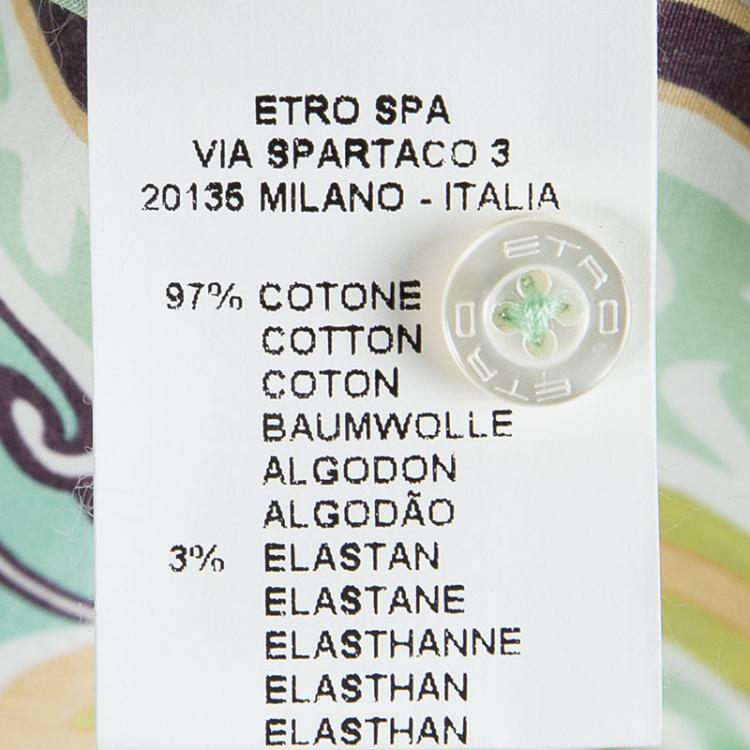 ETRO SPA
VIA SPARTACO 3
20135 MILANO - ITALIA
97% COTONE
COTTON
COTON
BAUMWOLLE
ALGODON
ALGODÃO
3% ELASTAN
ELASTANE
ELASTHANNE
ELASTHAN
ELASTHAN
ETRO
ETRO